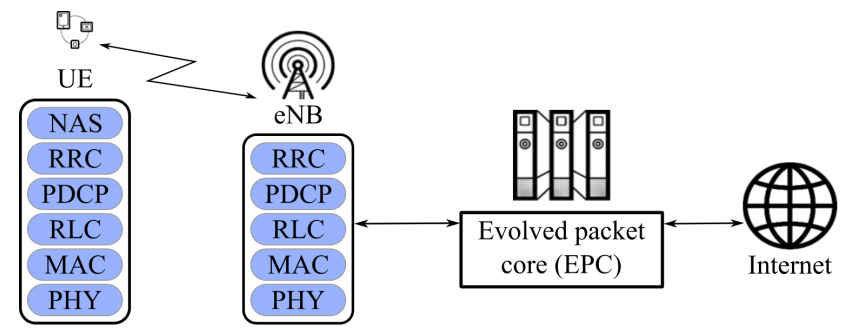 UE
NAS
RRC
PDCP
RLC
MAC
PHY
eNB
RRC
PDCP
RLC
MAC
PHY
Evolved packet
core (EPC)
Internet